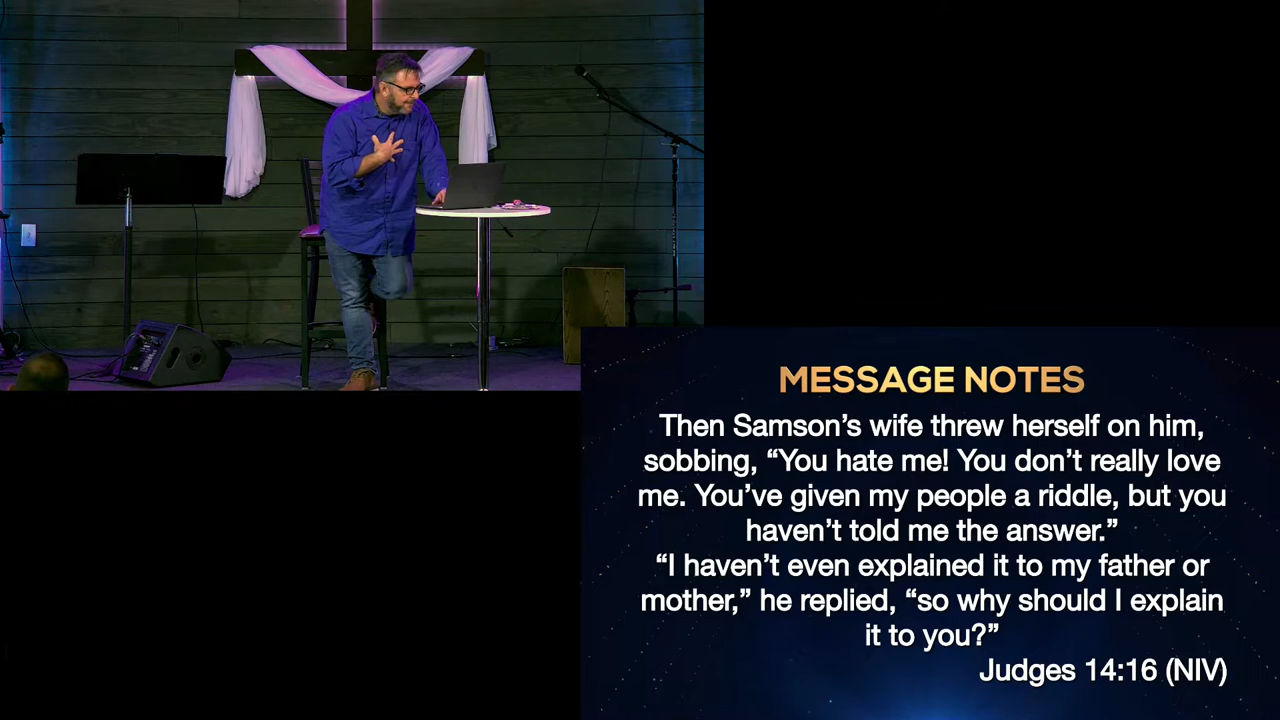 MESSAGE NOTES
Then Samson’s wife threw herself on him,
sobbing, “You hate me! You don’t really love
me. You’ve given my people a riddle, but you
haven’t told me the answer.”
“I haven’t even explained it to my father or
mother,” he replied, “so why should I explain
it to you?”
Judges 14:16 (NIV)